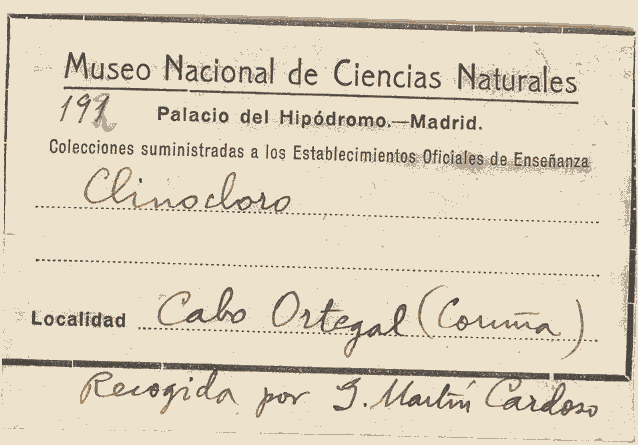 Museo Nacional de Ciencias Naturales
Palacio del Hipódromo.—Madrid.
Colecciones suministradas a los Establecimientos Oficiales de Enseñanza
Clinocloro
Localidad Cabo Ortegal (Coruña)
Recogida por G. Martín Cardoso